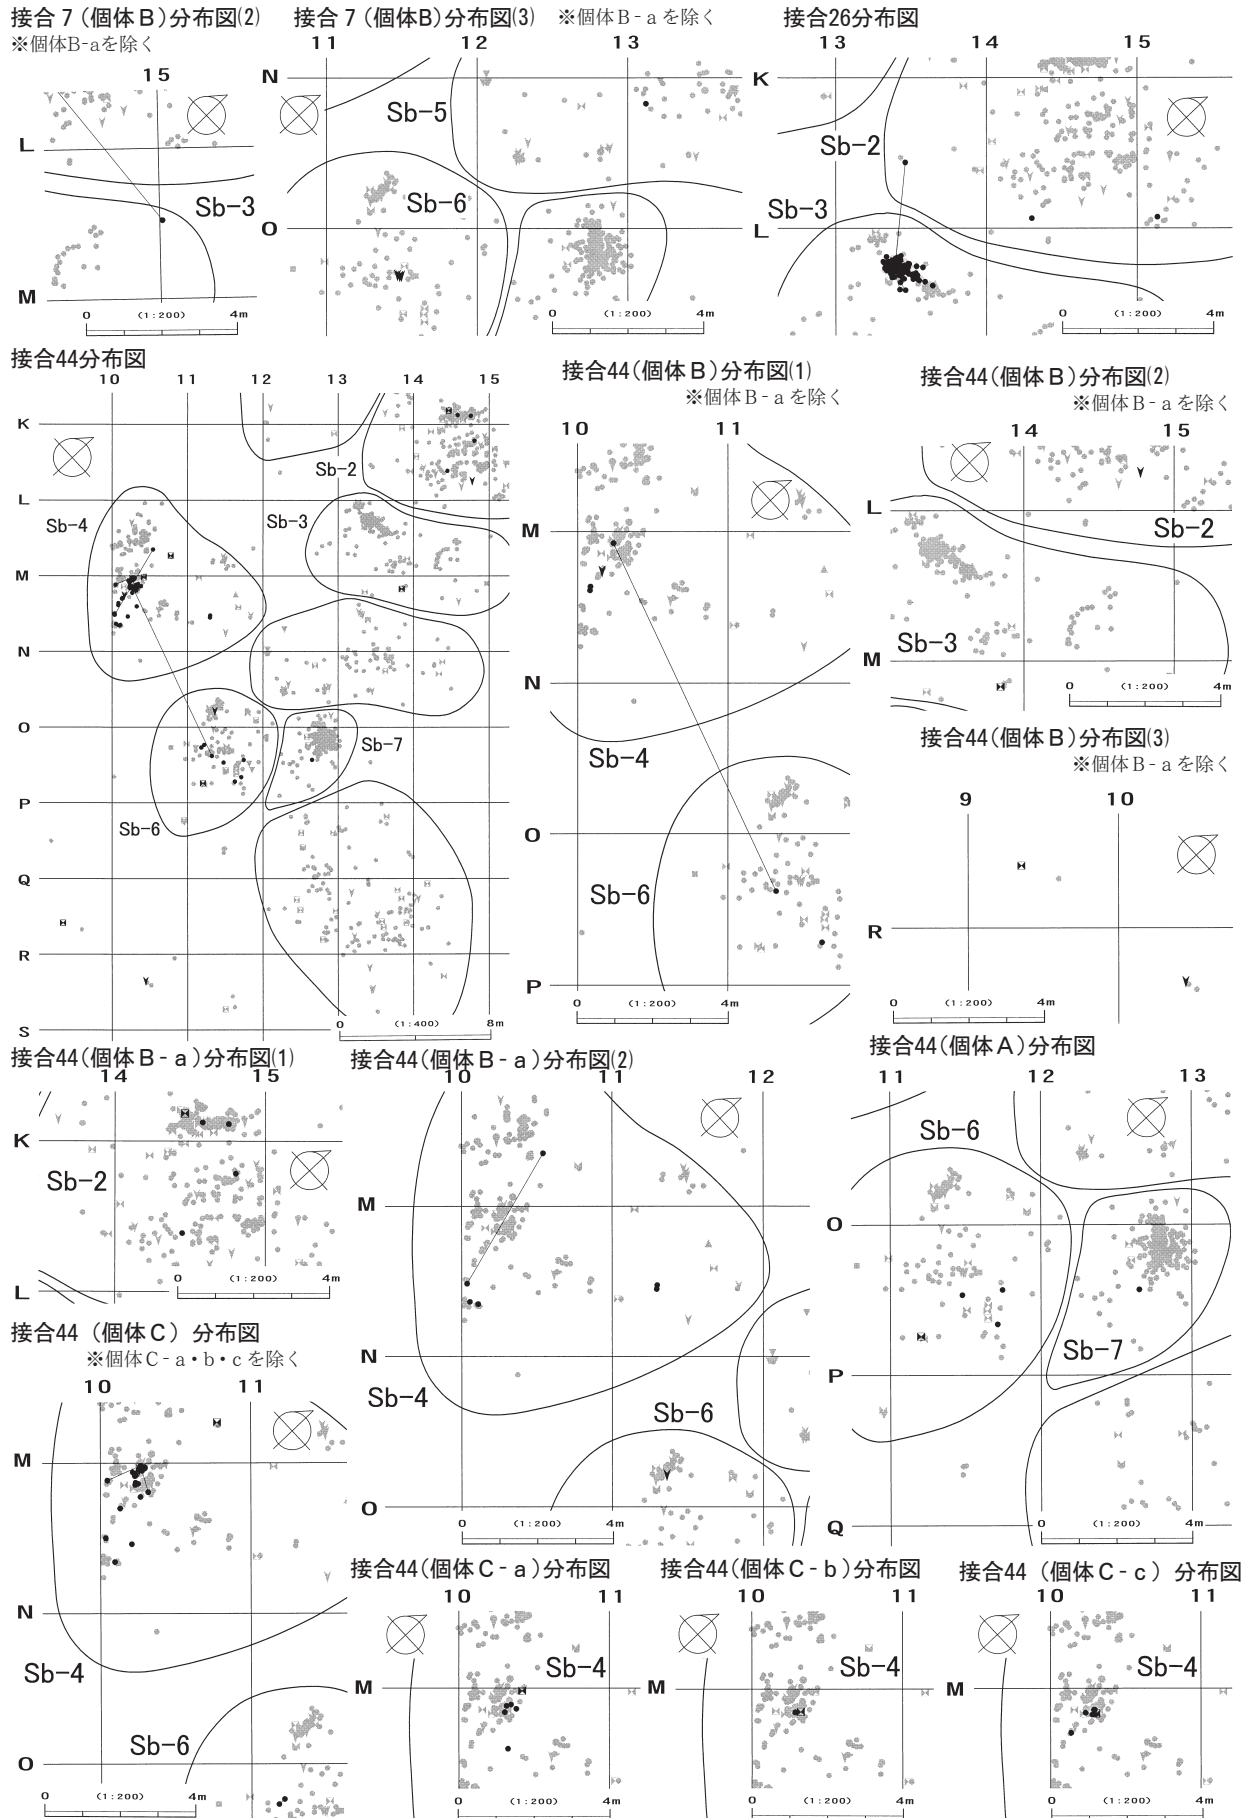 接合７（個体Ｂ）分布図⑵
※個体B-aを除く
15
L
Sb-3
M
0 (1:200) 4m
接合７（個体B）分布図⑶ ※個体Ｂ-ａを除く
11 12 13
N
Sb-5
Sb-6
O
0 (1:200) 4m
接合26分布図
13 14 15
K
Sb-2
Sb-3
L
0 (1:200) 4m
接合44分布図
10 11 12 13 14 15
K
Sb-2
L
Sb-4
Sb-3
M
N
O
Sb-7
P
Sb-6
Q
R
S
0 (1:400) 8m
接合44（個体Ｂ）分布図⑴
※個体Ｂ-ａを除く
10 11
M
N
Sb-4
O
Sb-6
P
0 (1:200) 4m
接合44（個体Ｂ）分布図⑵
※個体Ｂ-ａを除く
14 15
L
Sb-2
Sb-3
M
0 (1:200) 4m
接合44（個体Ｂ）分布図⑶
※個体Ｂ-ａを除く
9 10
R
0 (1:200) 4m
接合44（個体Ｂ-ａ）分布図⑴
14 15
K
Sb-2
0 (1:200) 4m
L
接合44（個体Ｂ-ａ）分布図⑵
10 11 12
M
N
Sb-4
Sb-6
O
0 (1:200) 4m
接合44（個体Ａ）分布図
11 12 13
Sb-6
O
Sb-7
P
0 (1:200) 4m
Q
接合44（個体Ｃ）分布図
※個体Ｃ-ａ・ｂ・ｃを除く
10 11
M
N
Sb-4
Sb-6
O
0 (1:200) 4m
接合44（個体Ｃ-ａ）分布図
10 11
Sb-4
M
0 (1:200) 4m
接合44（個体Ｃ-ｂ）分布図
10 11
Sb-4
M
0 (1:200) 4m
接合44（個体Ｃ-ｃ）分布図
10 11
Sb-4
M
0 (1:200) 4m